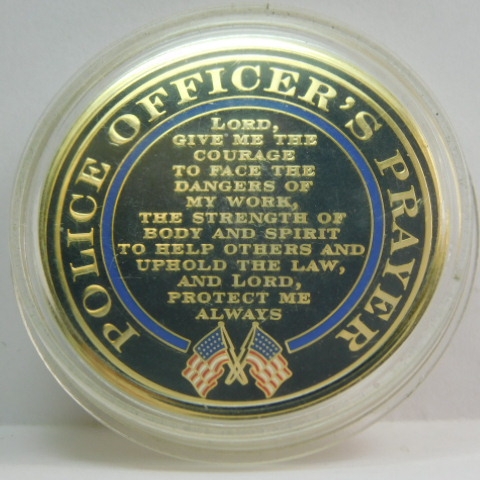 POLICE OFFICER'S PRAYER
LORD,
GIVE ME THE
COURAGE
TO FACE THE
DANGERS OF
MY WORK,
THE STRENGTH OF
BODY AND SPIRIT
TO HELP OTHERS AND
UPHOLD THE LAW,
AND LORD,
PROTECT ME
ALWAYS